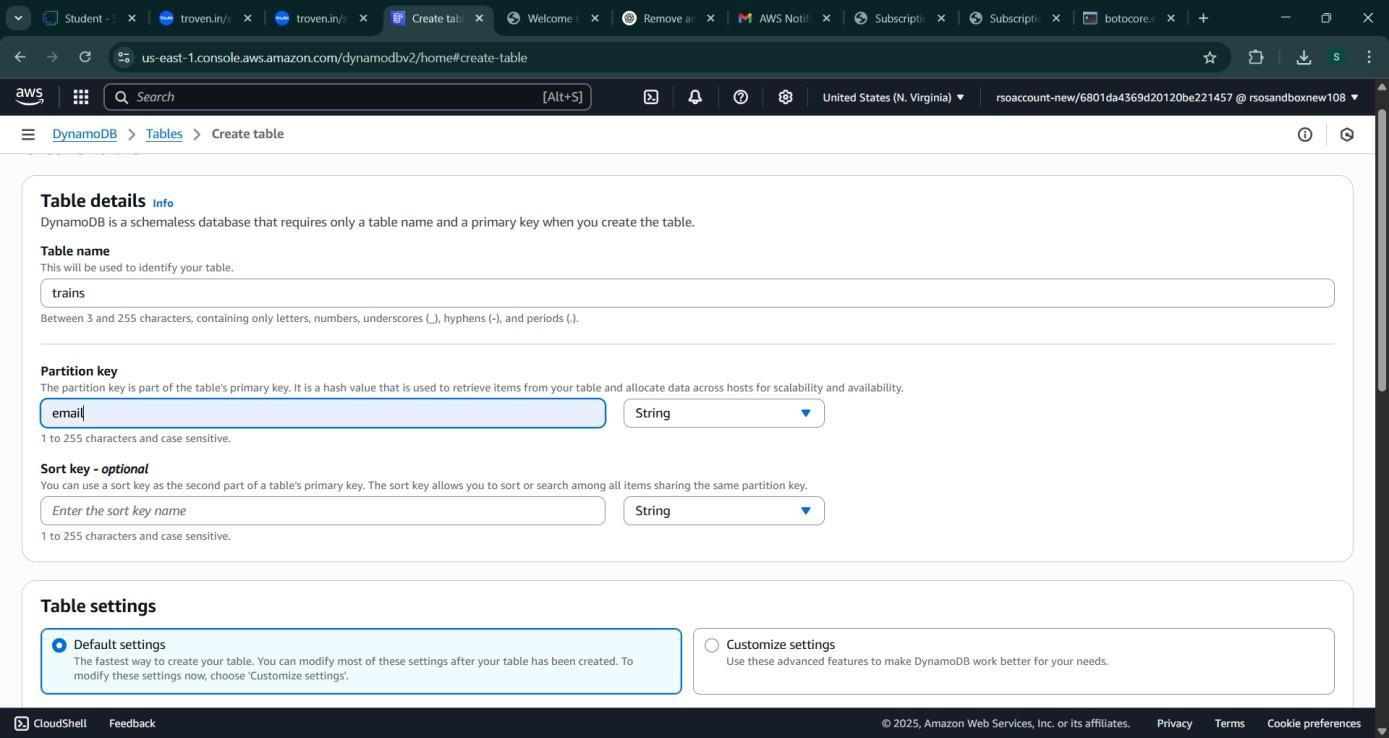 Student - S
troven.in/s
troven.in/s
Create tabl
Welcome t
Remove an
AWS Notifi
Subscriptio
Subscriptio
botocore.e
us-east-1.console.aws.amazon.com/dynamodbv2/home#create-table
S
aws
Search
[Alt+S]
United States (N. Virginia)
rsoaccount-new/6801da4369d20120be221457 @ rsosandboxnew108
DynamoDB
Tables
Create table
Table details
Info
DynamoDB is a schemaless database that requires only a table name and a primary key when you create the table.
Table name
This will be used to identify your table.
trains
Between 3 and 255 characters, containing only letters, numbers, underscores (_), hyphens (-), and periods (.).
Partition key
The partition key is part of the table's primary key. It is a hash value that is used to retrieve items from your table and allocate data across hosts for scalability and availability.
email
String
1 to 255 characters and case sensitive.
Sort key - optional
You can use a sort key as the second part of a table's primary key. The sort key allows you to sort or search among all items sharing the same partition key.
Enter the sort key name
String
1 to 255 characters and case sensitive.
Table settings
Default settings
The fastest way to create your table. You can modify most of these settings after your table has been created. To
modify these settings now, choose 'Customize settings'.
Customize settings
Use these advanced features to make DynamoDB work better for your needs.
CloudShell
Feedback
© 2025, Amazon Web Services, Inc. or its affiliates.
Privacy
Terms
Cookie preferences